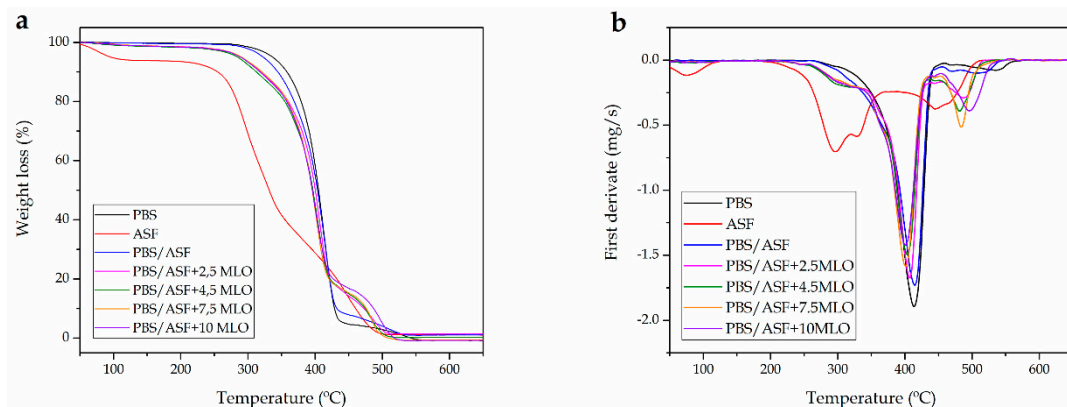 a
100
80
60
40
20
0
Weight loss (%)
PBS
ASF
PBS/ASF
PBS/ASF+2,5 MLO
PBS/ASF+4,5 MLO
PBS/ASF+7,5 MLO
PBS/ASF+10 MLO
100 200 300 400 500 600
Temperature (ºC)
b
0.0
-0.5
-1.0
-1.5
-2.0
First derivate (mg/s)
PBS
ASF
PBS/ASF
PBS/ASF+2.5MLO
PBS/ASF+4.5MLO
PBS/ASF+7.5MLO
PBS/ASF+10MLO
100 200 300 400 500 600
Temperature (ºC)